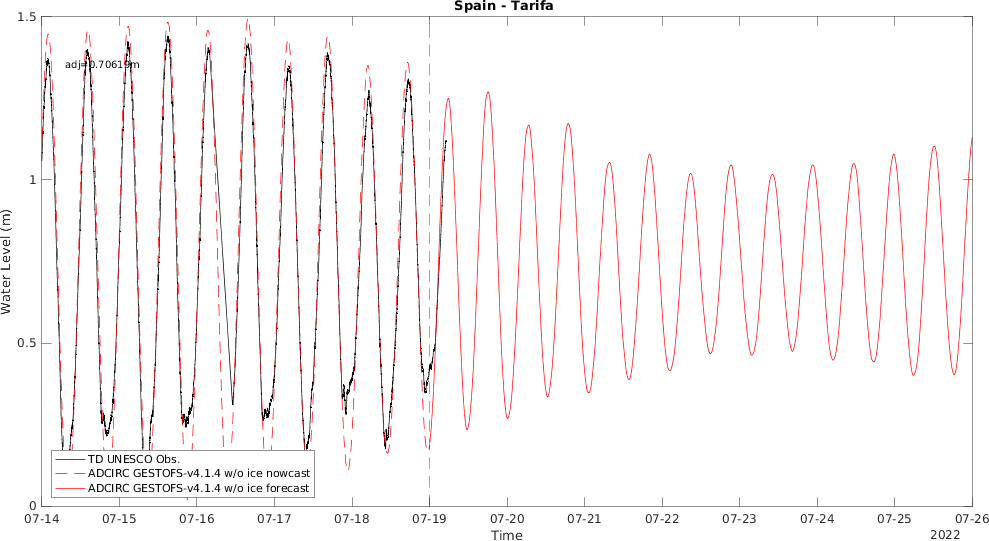 Spain - Tarifa
1.5
adj=0.70619m
1
Water Level (m)
0.5
TD UNESCO Obs.
ADCIRC GESTOFS-v4.1.4 w/o ice nowcast
ADCIRC GESTOFS-v4.1.4 w/o ice forecast
0
07-14 07-15 07-16 07-17 07-18 07-19 07-20 07-21 07-22 07-23 07-24 07-25 07-26
Time
2022